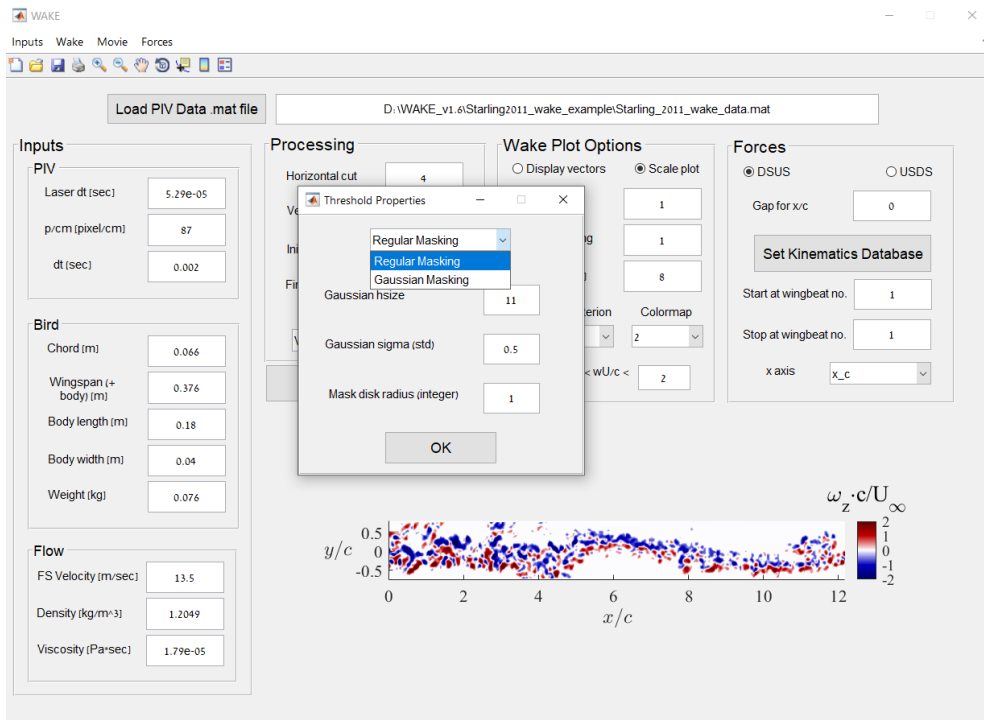 WAKE
Inputs Wake Movie Forces
Load PIV Data .mat file
D:\WAKE_v1.6\Starling2011_wake_example\Starling_2011_wake_data.mat
Inputs
PIV
Laser dt [sec] 5.29e-05
p/cm [pixel/cm] 87
dt [sec] 0.002
Bird
Chord [m] 0.066
Wingspan (+
body) [m] 0.376
Body length [m] 0.18
Body width [m] 0.04
Weight [kg] 0.076
Flow
FS Velocity [m/sec] 13.5
Density [kg/m^3] 1.2049
Viscosity [Pa*sec] 1.79e-05
Processing
Horizontal cut 4
Ve
Ini
Fir
V
Threshold Properties
Regular Masking
Regular Masking
Gaussian Masking
Gaussian hsize 11
Gaussian sigma (std) 0.5
Mask disk radius (integer) 1
OK
Wake Plot Options
Display vectors Scale plot
1
ng 1
] 8
erion Colormap
2
< wU/c < 2
Forces
DSUS USDS
Gap for x/c 0
Set Kinematics Database
Start at wingbeat no. 1
Stop at wingbeat no. 1
x axis x_c
ω_z·c/U_∞
y/c
0.5
0
-0.5
0 2 4 6 8 10 12
x/c
2
1
0
-1
-2